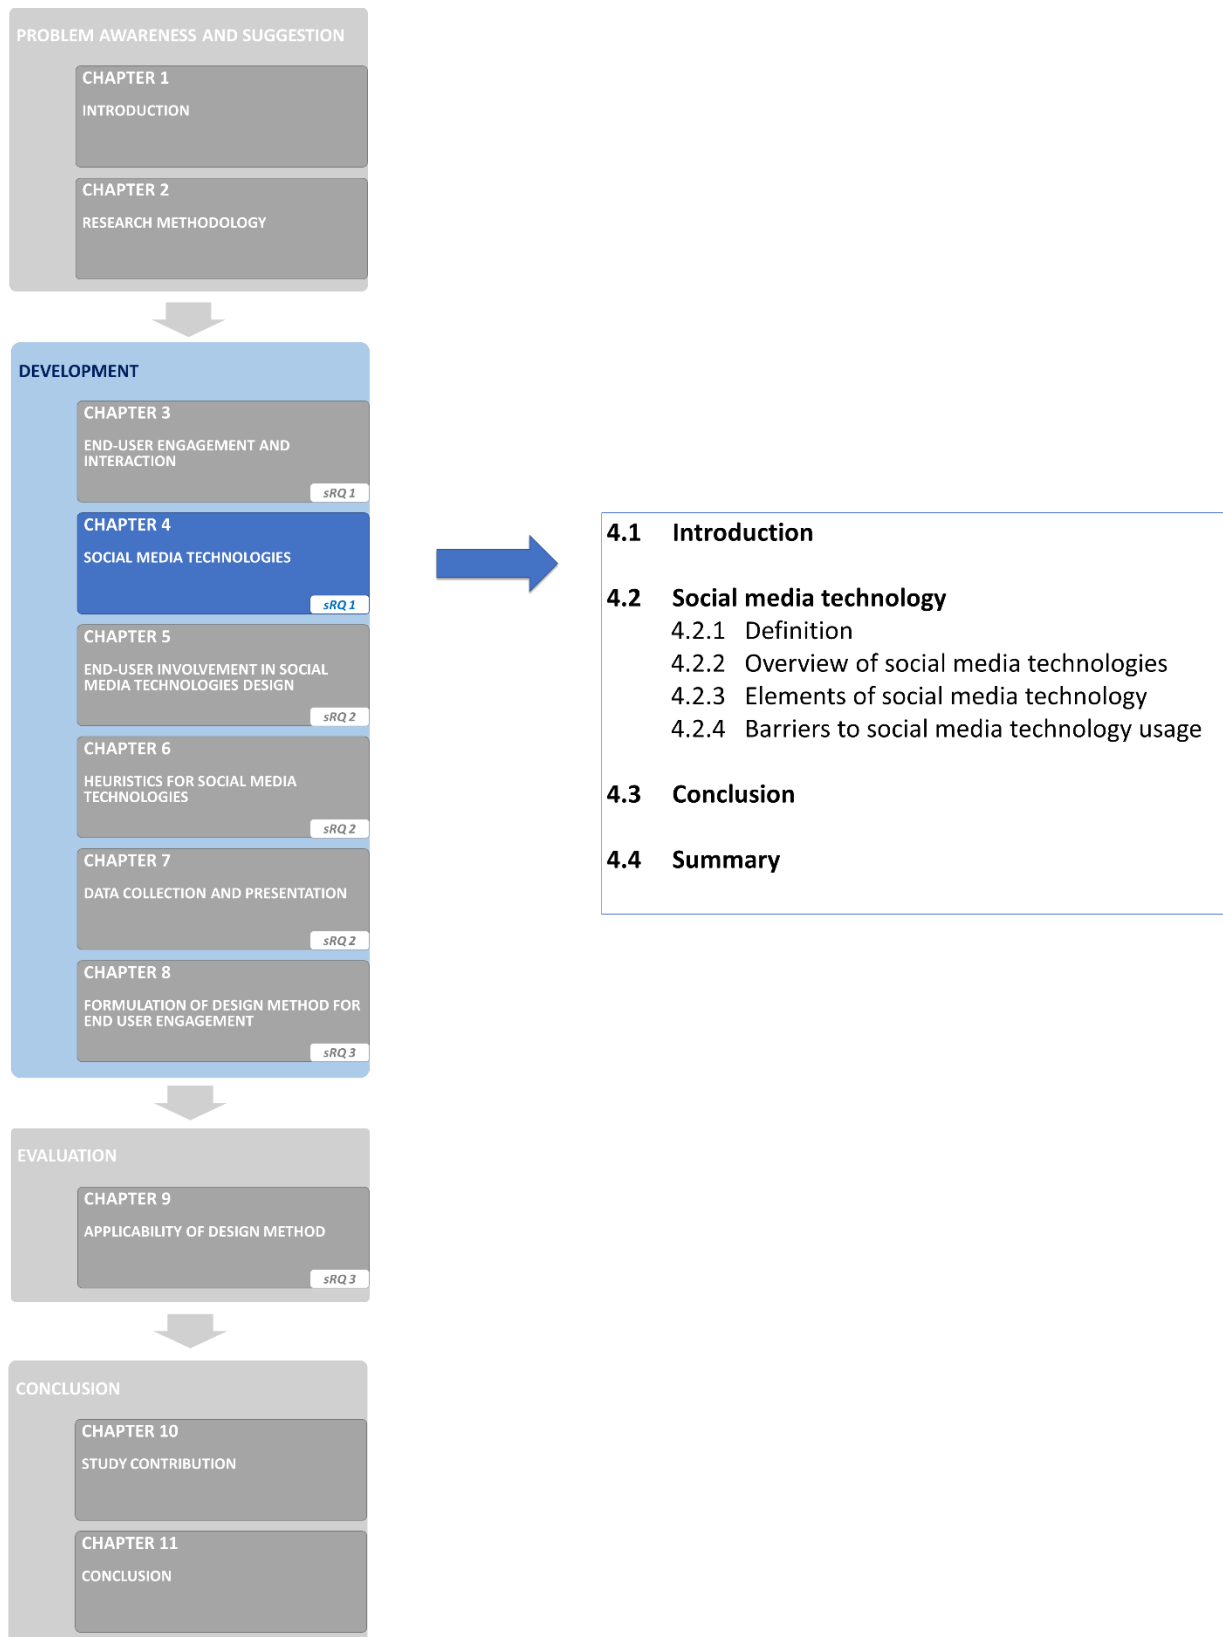 PROBLEM AWARENESS AND SUGGESTION
CHAPTER 1
INTRODUCTION
CHAPTER 2
RESEARCH METHODOLOGY
DEVELOPMENT
CHAPTER 3
END-USER ENGAGEMENT AND
INTERACTION
sRQ 1
CHAPTER 4
SOCIAL MEDIA TECHNOLOGIES
sRQ 1
CHAPTER 5
END-USER INVOLVEMENT IN SOCIAL
MEDIA TECHNOLOGIES DESIGN
sRQ 2
CHAPTER 6
HEURISTICS FOR SOCIAL MEDIA
TECHNOLOGIES
sRQ 2
CHAPTER 7
DATA COLLECTION AND PRESENTATION
sRQ 2
CHAPTER 8
FORMULATION OF DESIGN METHOD FOR
END USER ENGAGEMENT
sRQ 3
EVALUATION
CHAPTER 9
APPLICABILITY OF DESIGN METHOD
sRQ 3
CONCLUSION
CHAPTER 10
STUDY CONTRIBUTION
CHAPTER 11
CONCLUSION
4.1 Introduction
4.2 Social media technology
4.2.1 Definition
4.2.2 Overview of social media technologies
4.2.3 Elements of social media technology
4.2.4 Barriers to social media technology usage
4.3 Conclusion
4.4 Summary